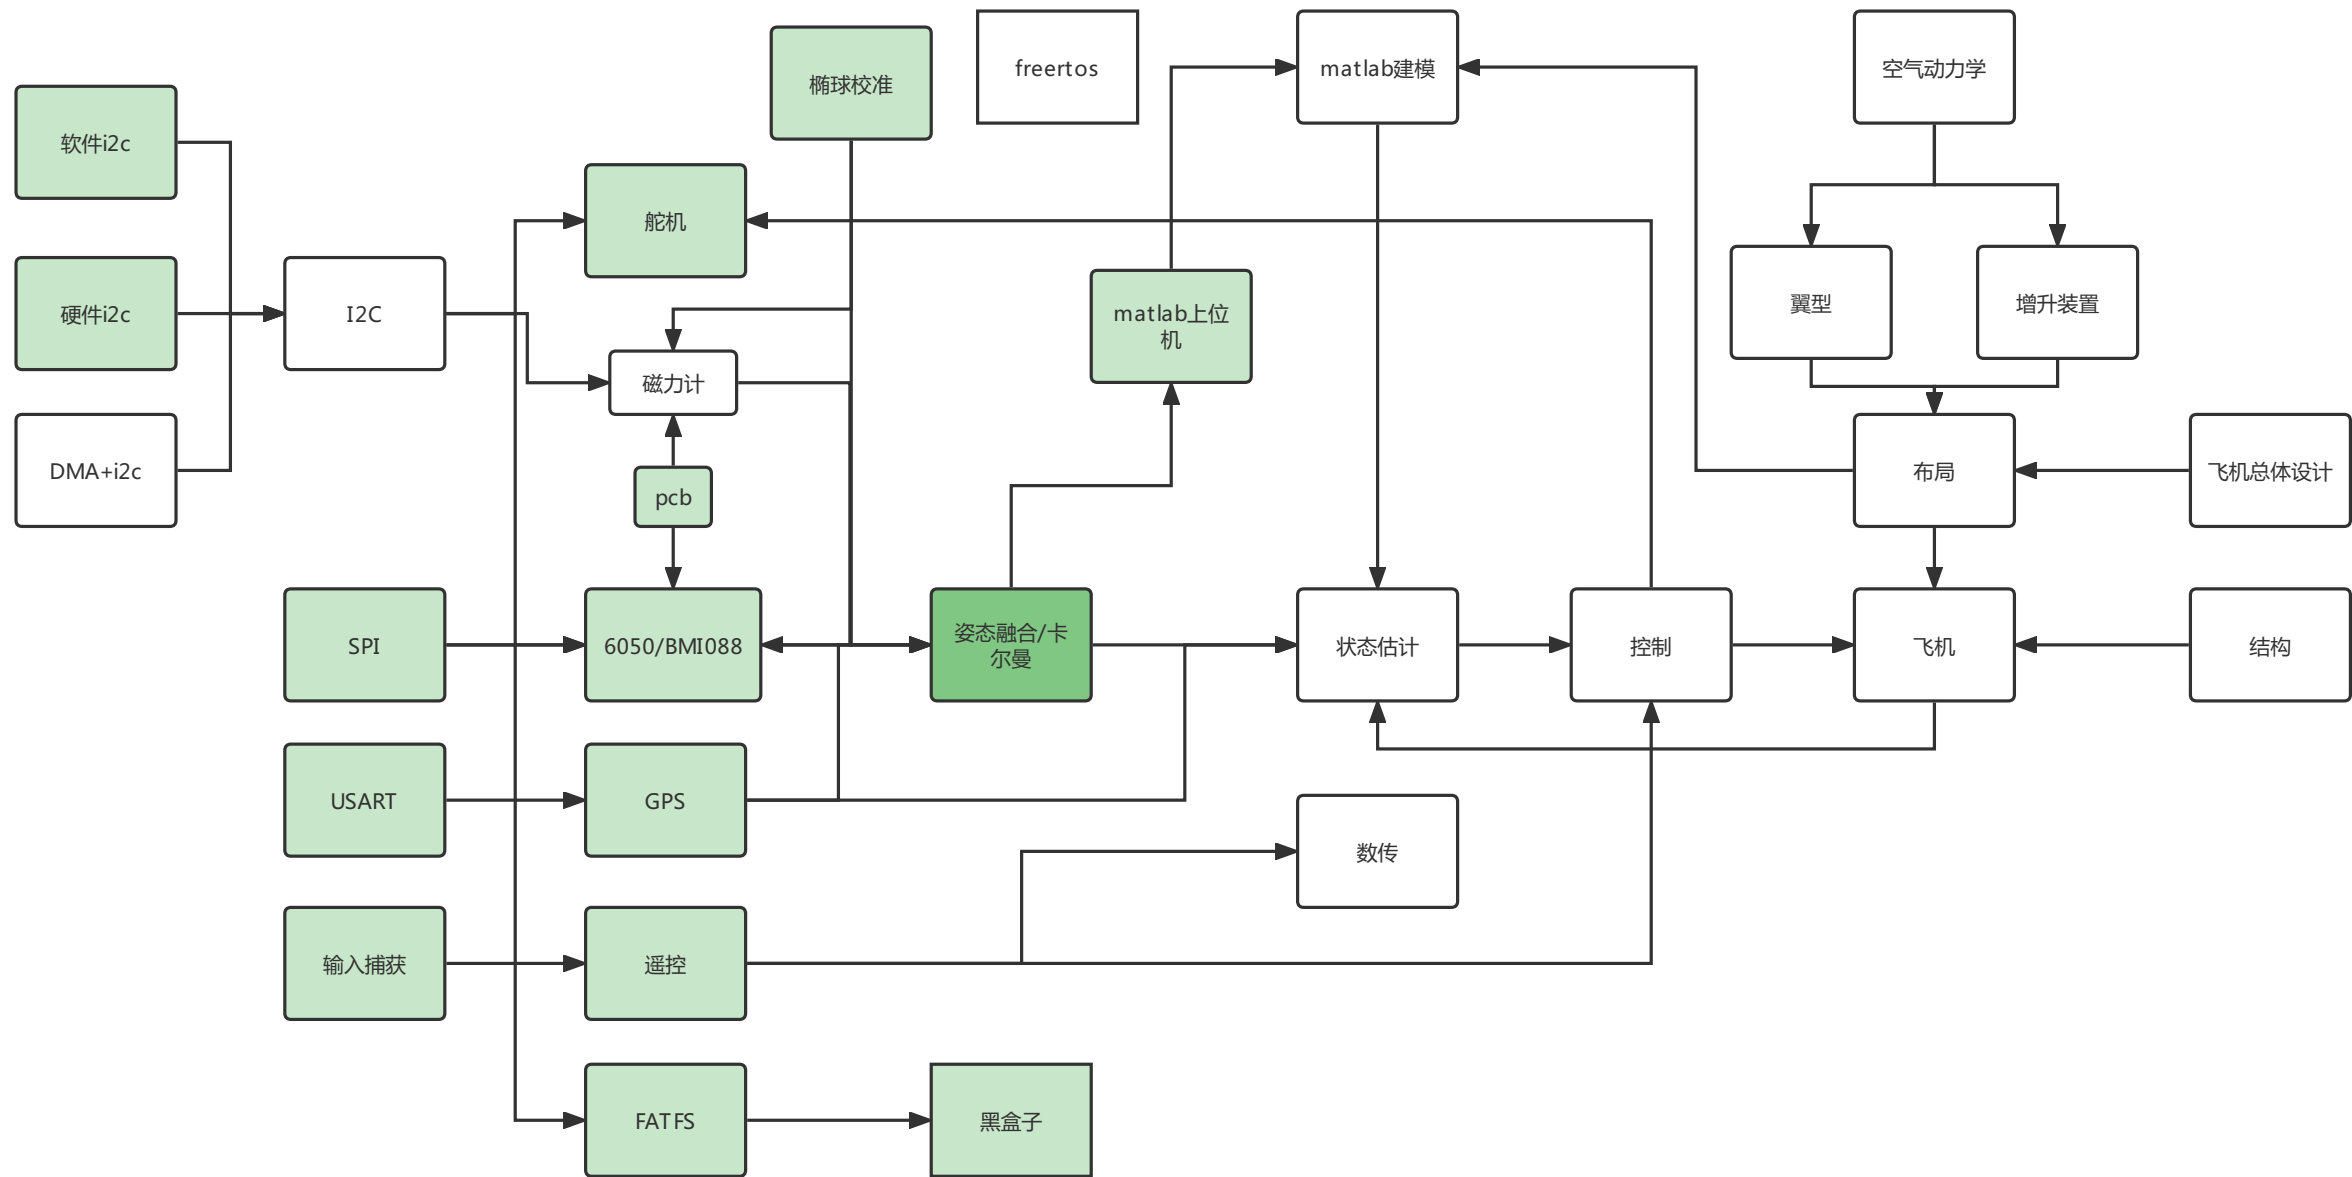 freertos
matlab建模
空气动力学
椭球校准
软件i2c
舵机
硬件i2c
I2C
matlab上位
机
翼型
增升装置
磁力计
DMA+i2c
pcb
布局
飞机总体设计
SPI
6050/BMI088
姿态融合/卡
尔曼
状态估计
控制
飞机
结构
USART
GPS
数传
输入捕获
遥控
FATFS
黑盒子